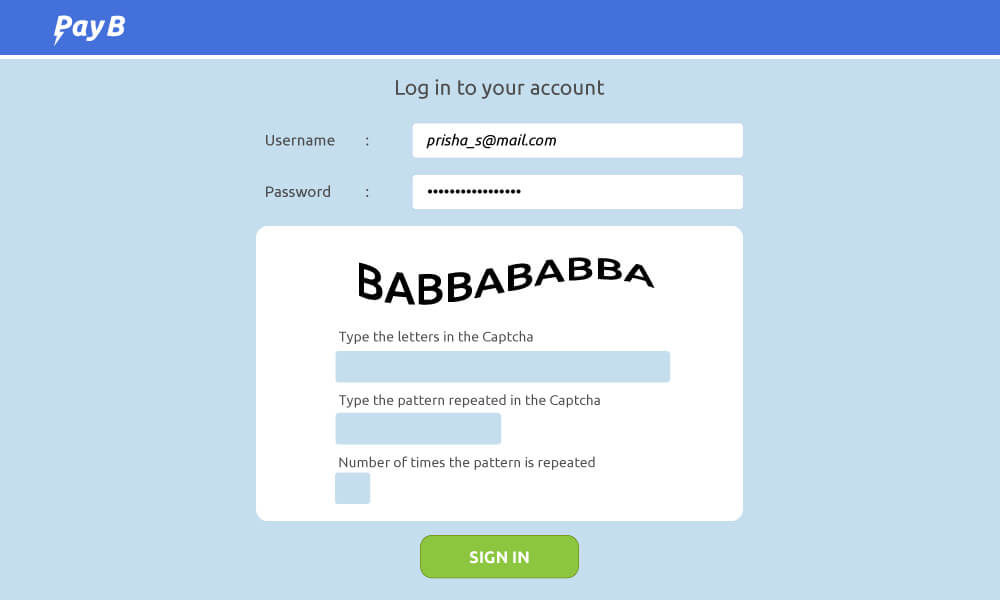 PayB
Log in to your account
Username : prisha_s@mail.com
Password :
BABBABABBA
Type the letters in the Captcha
Type the pattern repeated in the Captcha
Number of times the pattern is repeated
SIGN IN